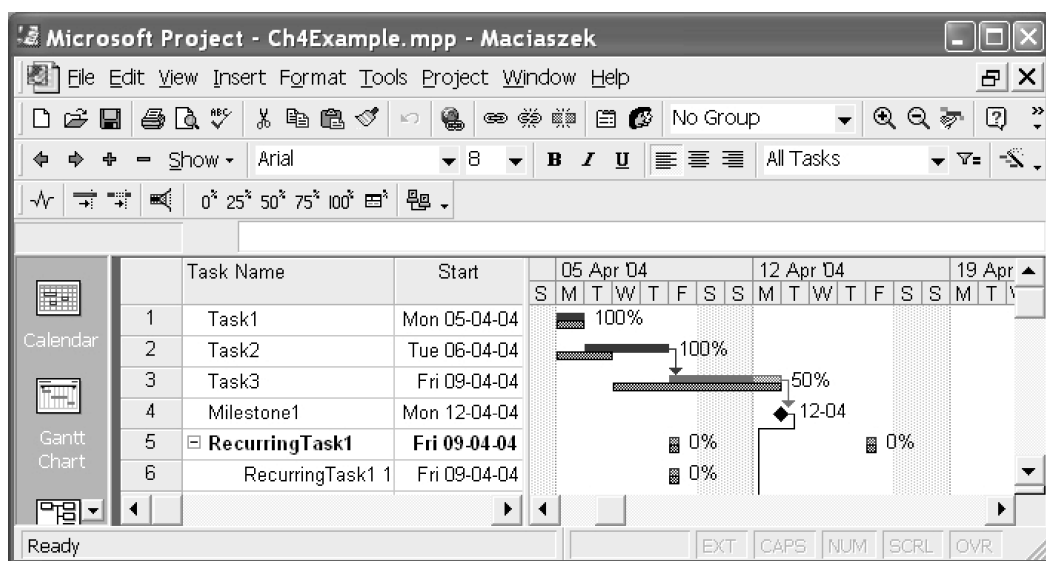 Microsoft Project - Ch4Example.mpp - Maciaszek
File Edit View Insert Format Tools Project Window Help
No Group
Show Arial 8 B I U All Tasks
0% 25% 50% 75% 100%
Task Name Start 05 Apr '04 12 Apr '04 19 Apr
S M T W T F S S M T W T F S S M T
1 Task1 Mon 05-04-04 100%
Calendar
2 Task2 Tue 06-04-04 100%
3 Task3 Fri 09-04-04 50%
4 Milestone1 Mon 12-04-04 12-04
Gantt Chart
5 RecurringTask1 Fri 09-04-04 0% 0%
6 RecurringTask1 1 Fri 09-04-04 0%
Ready EXT CAPS NUM SCRL OVR